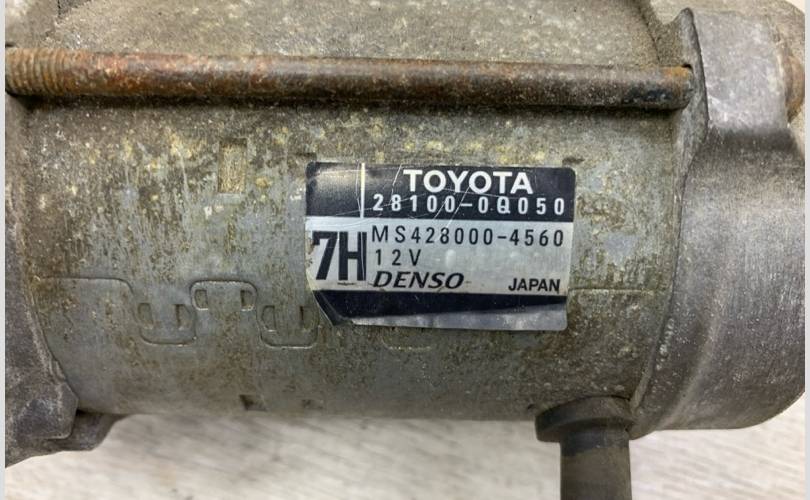 TOYOTA
28100-0Q050
7H
MS428000-4560
12V
DENSO JAPAN